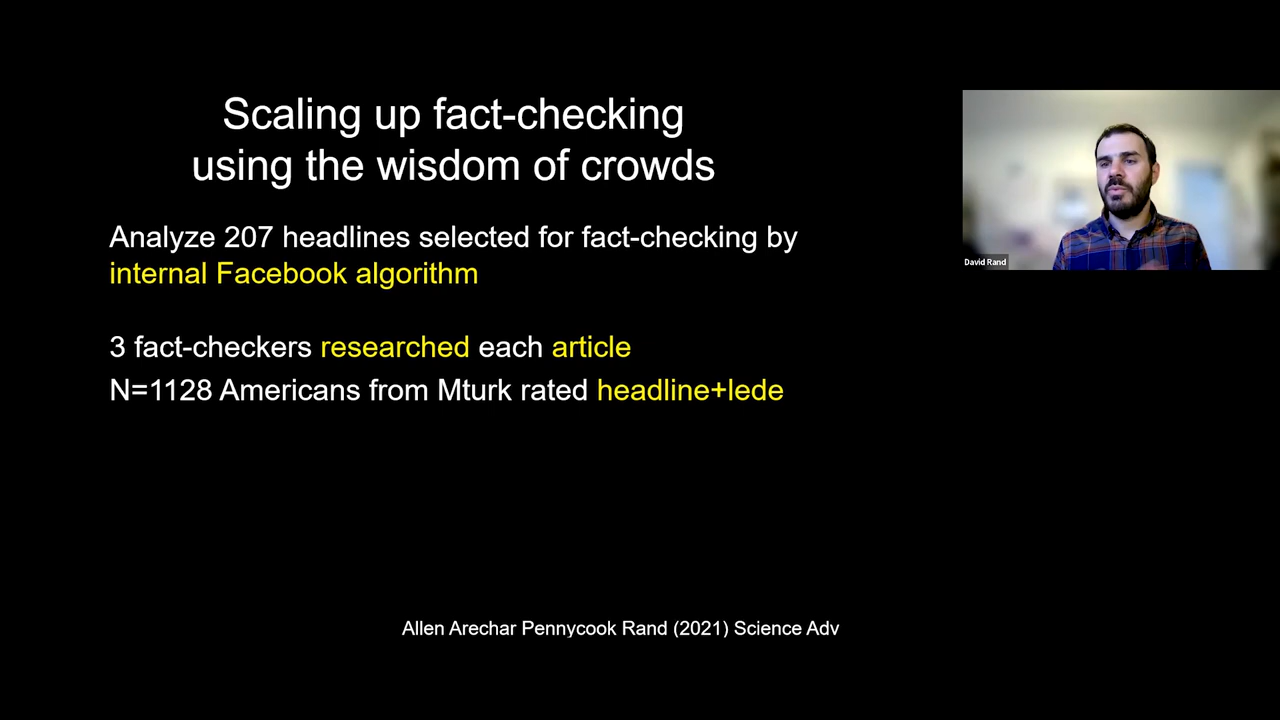 Scaling up fact-checking
using the wisdom of crowds
Analyze 207 headlines selected for fact-checking by
internal Facebook algorithm
3 fact-checkers researched each article
N=1128 Americans from Mturk rated headline+lede
Allen Arechar Pennycook Rand (2021) Science Adv
David Rand